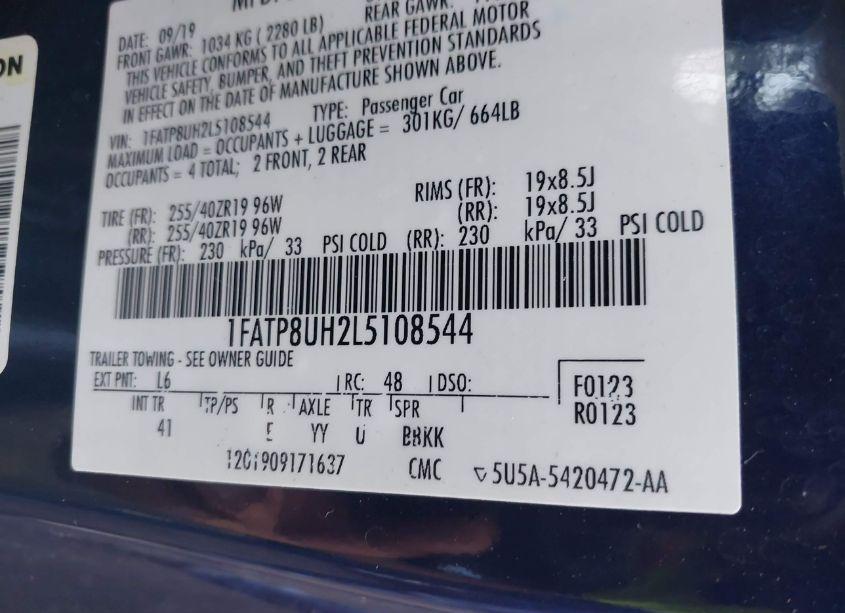 ON
DATE: 09/19
FRONT GAWR: 1034 KG ( 2280 LB) REAR GAWR:
THIS VEHICLE CONFORMS TO ALL APPLICABLE FEDERAL MOTOR
VEHICLE SAFETY, BUMPER, AND THEFT PREVENTION STANDARDS
IN EFFECT ON THE DATE OF MANUFACTURE SHOWN ABOVE.
VIN: 1FATP8UH2L5108544 TYPE: Passenger Car
MAXIMUM LOAD = OCCUPANTS + LUGGAGE = 301KG/ 664LB
OCCUPANTS = 4 TOTAL; 2 FRONT, 2 REAR
TIRE (FR): 255/40ZR19 96W RIMS (FR): 19x8.5J
(RR): 255/40ZR19 96W (RR): 19x8.5J
PRESSURE (FR): 230 kPa/ 33 PSI COLD (RR): 230 kPa/ 33 PSI COLD
1FATP8UH2L5108544
TRAILER TOWING - SEE OWNER GUIDE
EXT PNT: L6 RC: 48 DSO: F0123
INT TR TP/PS R AXLE TR SPR R0123
41 E YY U BBKK
CMC 5U5A-5420472-AA